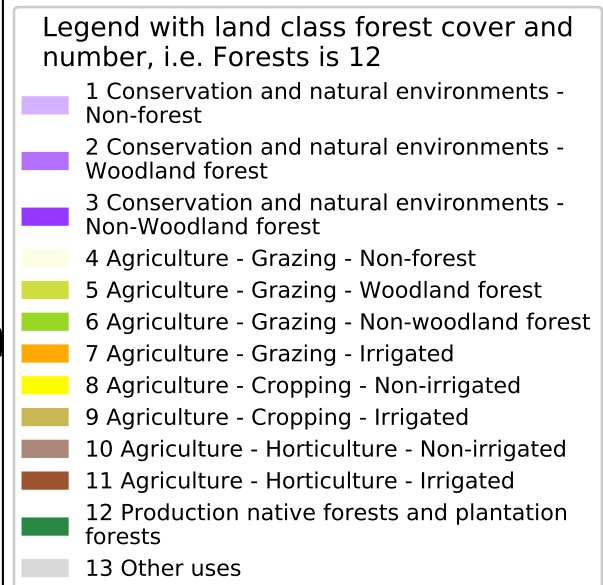 Legend with land class forest cover and
number, i.e. Forests is 12
1 Conservation and natural environments -
Non-forest
2 Conservation and natural environments -
Woodland forest
3 Conservation and natural environments -
Non-Woodland forest
4 Agriculture - Grazing - Non-forest
5 Agriculture - Grazing - Woodland forest
6 Agriculture - Grazing - Non-woodland forest
7 Agriculture - Grazing - Irrigated
8 Agriculture - Cropping - Non-irrigated
9 Agriculture - Cropping - Irrigated
10 Agriculture - Horticulture - Non-irrigated
11 Agriculture - Horticulture - Irrigated
12 Production native forests and plantation
forests
13 Other uses